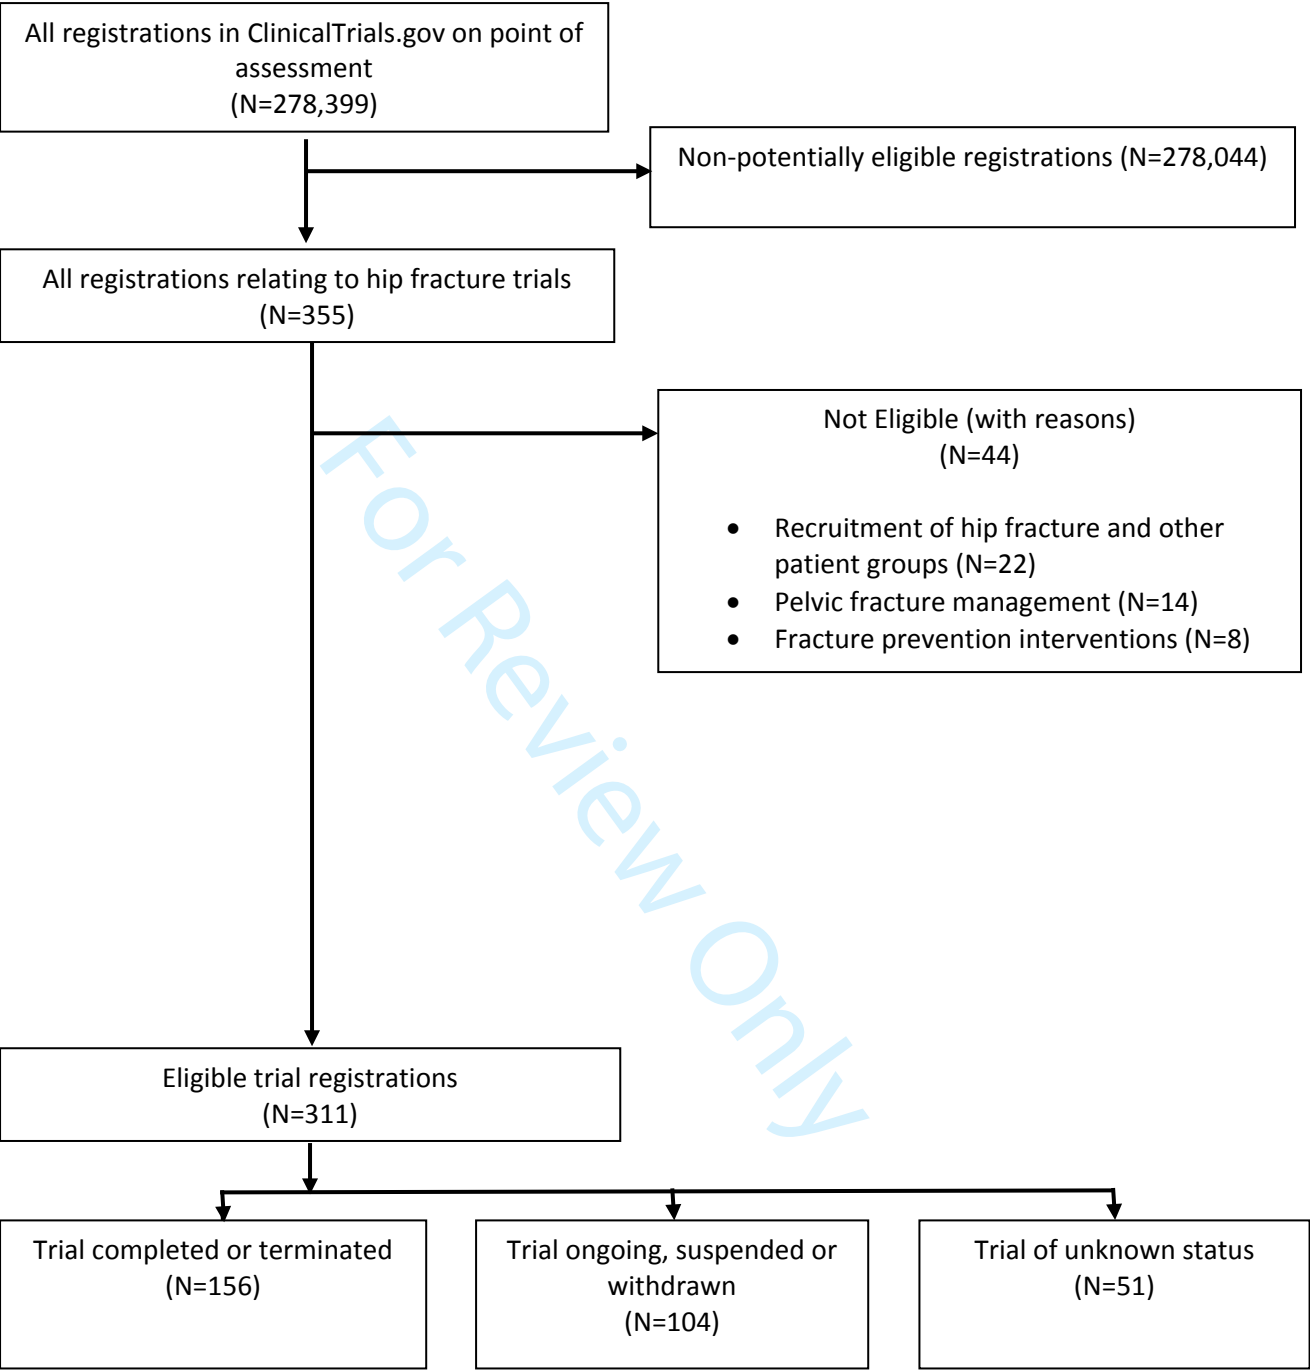 All registrations in ClinicalTrials.gov on point of
assessment
(N=278,399)
Non-potentially eligible registrations (N=278,044)
All registrations relating to hip fracture trials
(N=355)
Not Eligible (with reasons)
(N=44)
• Recruitment of hip fracture and other
patient groups (N=22)
• Pelvic fracture management (N=14)
• Fracture prevention interventions (N=8)
For Review Only
Eligible trial registrations
(N=311)
Trial completed or terminated
(N=156)
Trial ongoing, suspended or
withdrawn
(N=104)
Trial of unknown status
(N=51)